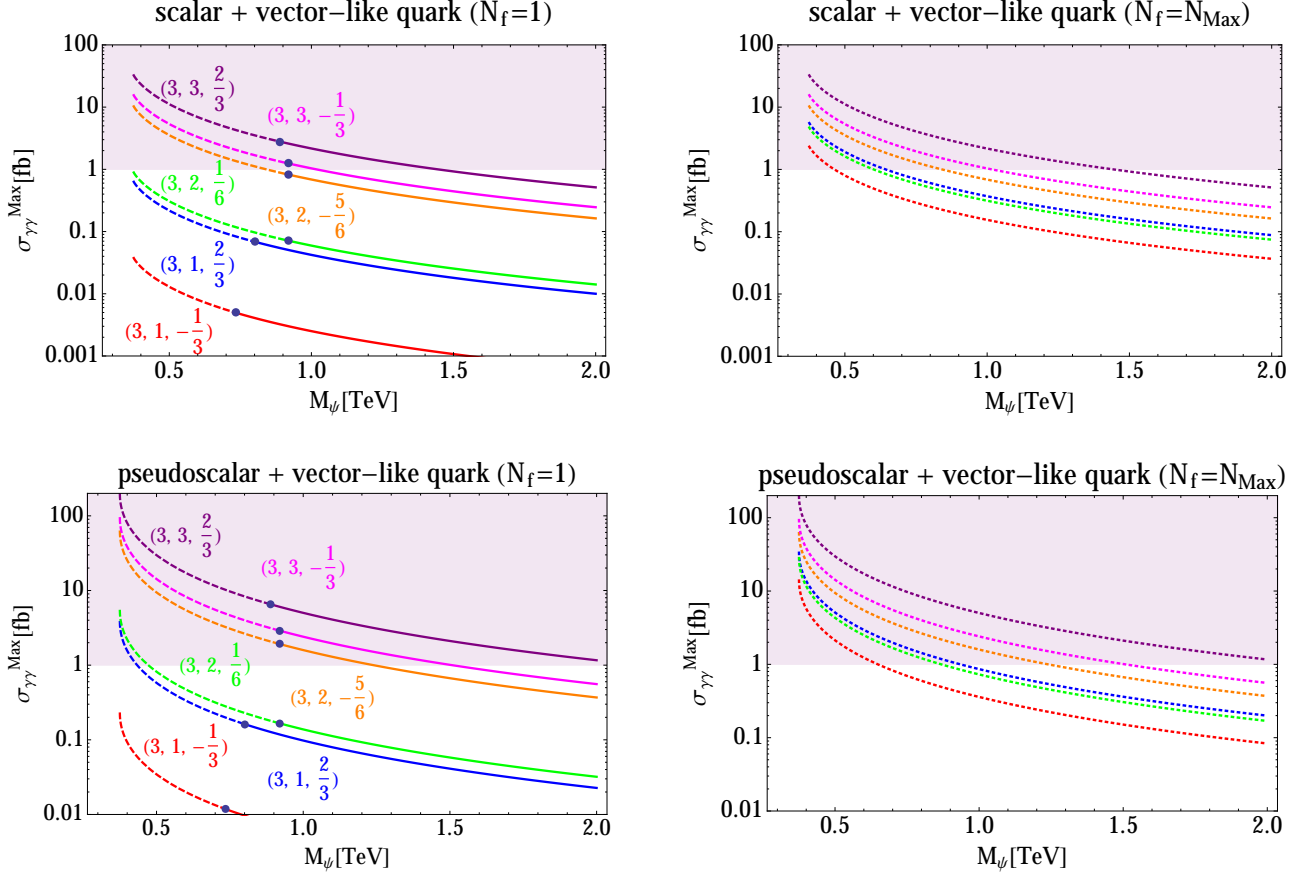 scalar + vector−like quark (N_f=1)
σ_γγ^Max[fb]
100
10
1
0.1
0.01
0.001
(3, 3, 2/3)
(3, 3, −1/3)
(3, 2, 1/6)
(3, 2, −5/6)
(3, 1, 2/3)
(3, 1, −1/3)
0.5 1.0 1.5 2.0
M_ψ[TeV]
scalar + vector−like quark (N_f=N_Max)
σ_γγ^Max[fb]
100
10
1
0.1
0.01
0.001
0.5 1.0 1.5 2.0
M_ψ[TeV]
pseudoscalar + vector−like quark (N_f=1)
σ_γγ^Max[fb]
100
10
1
0.1
0.01
(3, 3, 2/3)
(3, 3, −1/3)
(3, 2, 1/6)
(3, 2, −5/6)
(3, 1, −1/3)
(3, 1, 2/3)
0.5 1.0 1.5 2.0
M_ψ[TeV]
pseudoscalar + vector−like quark (N_f=N_Max)
σ_γγ^Max[fb]
100
10
1
0.1
0.01
0.5 1.0 1.5 2.0
M_ψ[TeV]